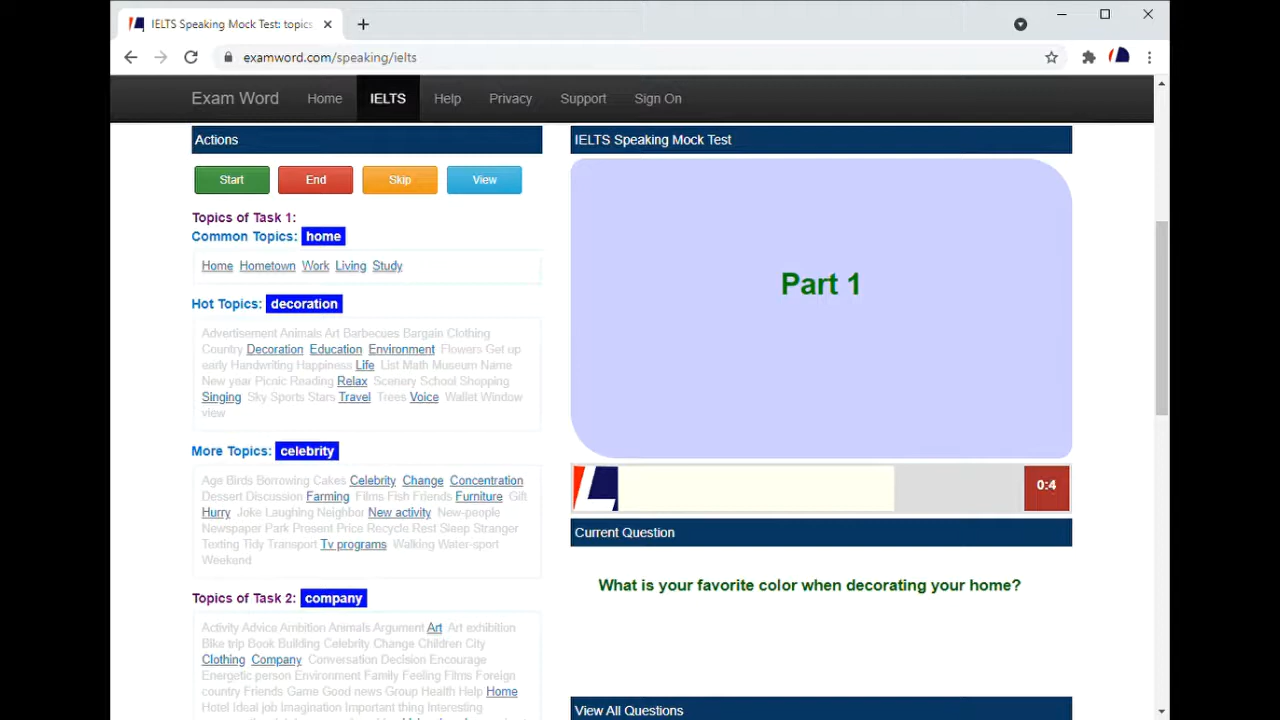 IELTS Speaking Mock Test: topics
examword.com/speaking/ielts
Exam Word Home IELTS Help Privacy Support Sign On
Actions
Start End Skip View
Topics of Task 1:
Common Topics: home
Home Hometown Work Living Study
Hot Topics: decoration
Advertisement Animals Art Barbecues Bargain Clothing
Country Decoration Education Environment Flowers Get up
early Handwriting Happiness Life List Math Museum Name
New year Picnic Reading Relax Scenery School Shopping
Singing Sky Sports Stars Travel Trees Voice Wallet Window
view
More Topics: celebrity
Age Birds Borrowing Cakes Celebrity Change Concentration
Dessert Discussion Farming Films Fish Friends Furniture Gift
Hurry Joke Laughing Neighbor New activity New-people
Newspaper Park Present Price Recycle Rest Sleep Stranger
Texting Tidy Transport Tv programs Walking Water-sport
Weekend
Topics of Task 2: company
Activity Advice Ambition Animals Argument Art Art exhibition
Bike trip Book Building Celebrity Change Children City
Clothing Company Conversation Decision Encourage
Energetic person Environment Family Feeling Films Foreign
country Friends Game Good news Group Health Help Home
Hotel Ideal job Imagination Important thing Interesting
IELTS Speaking Mock Test
Part 1
0:4
Current Question
What is your favorite color when decorating your home?
View All Questions